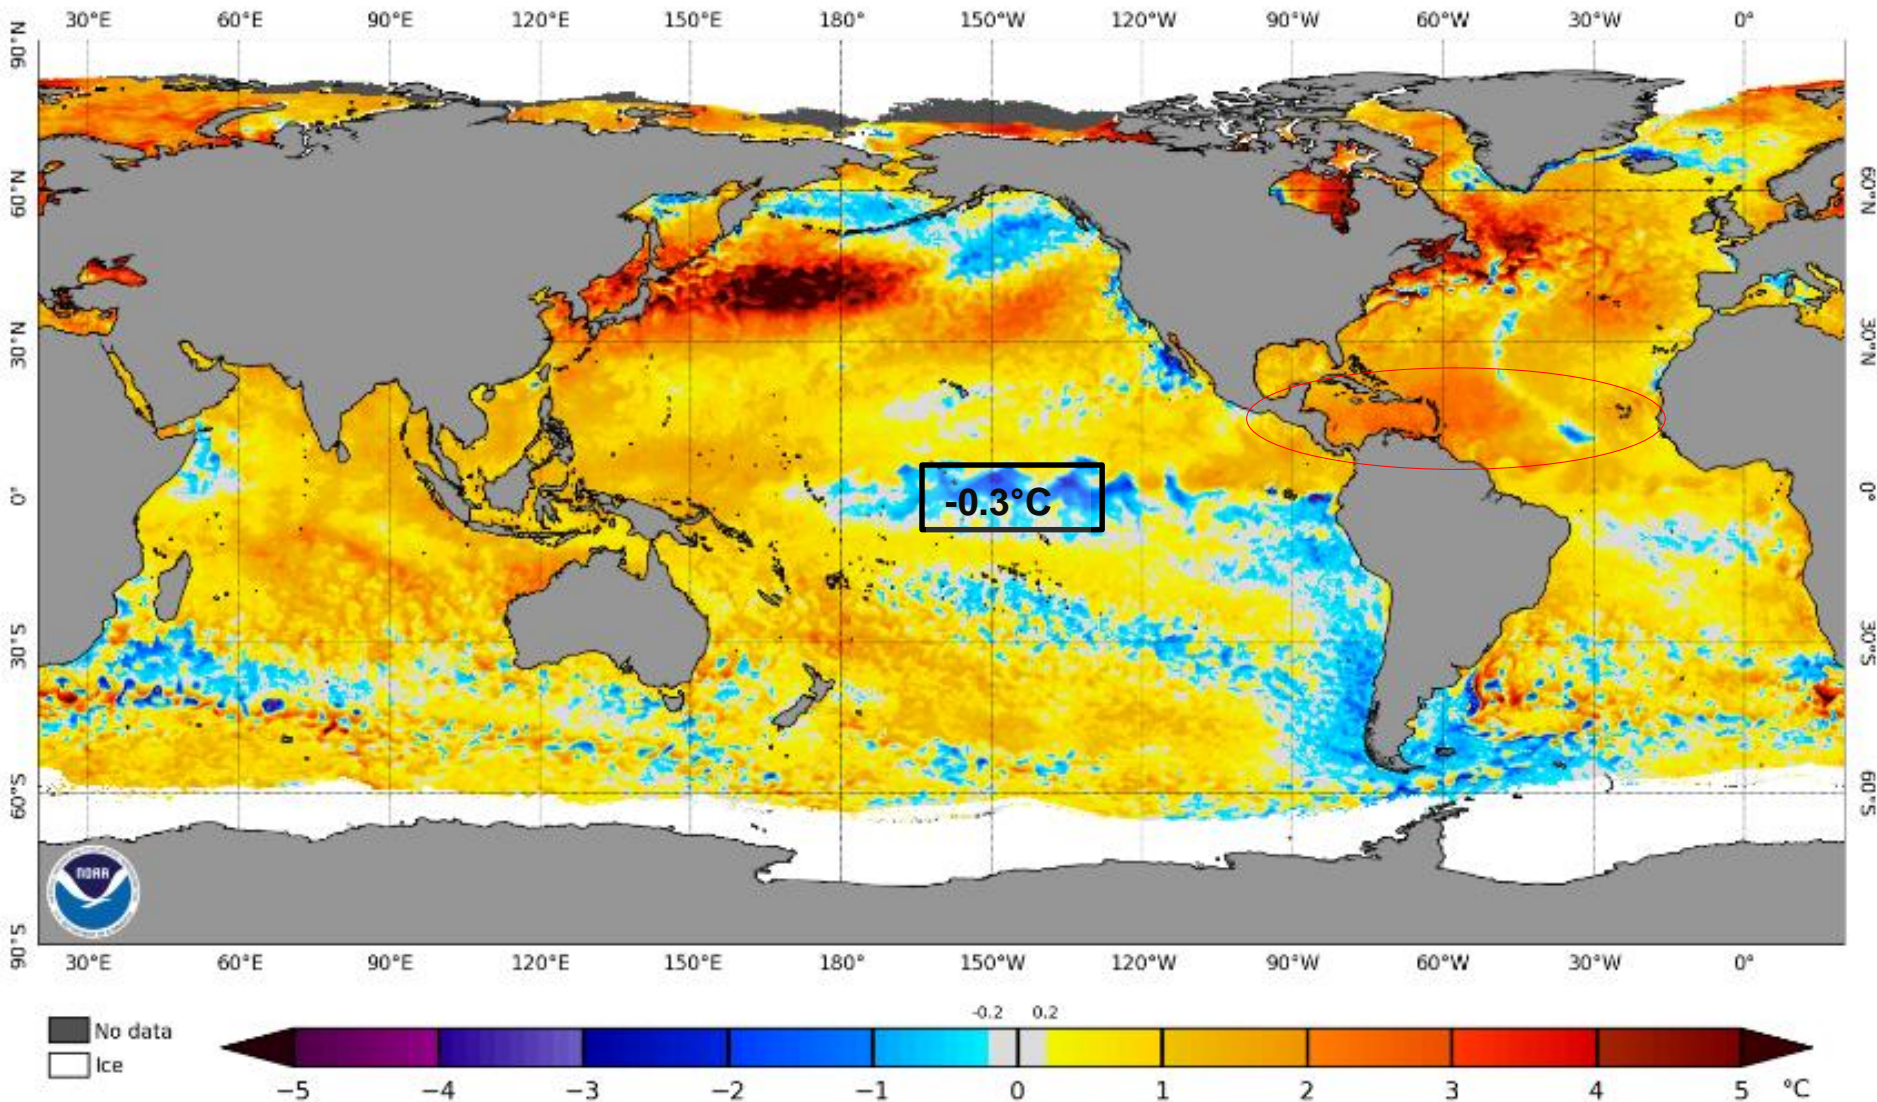 30°E 60°E 90°E 120°E 150°E 180° 150°W 120°W 90°W 60°W 30°W 0°
90°N
60°N 60°N
30°N 30°N
-0.3°C
0° 0°
30°S 30°S
60°S 60°S
NOAA
90°S
30°E 60°E 90°E 120°E 150°E 180° 150°W 120°W 90°W 60°W 30°W 0°
-0.2 0.2
No data
Ice
−5 −4 −3 −2 −1 0 1 2 3 4 5 °C